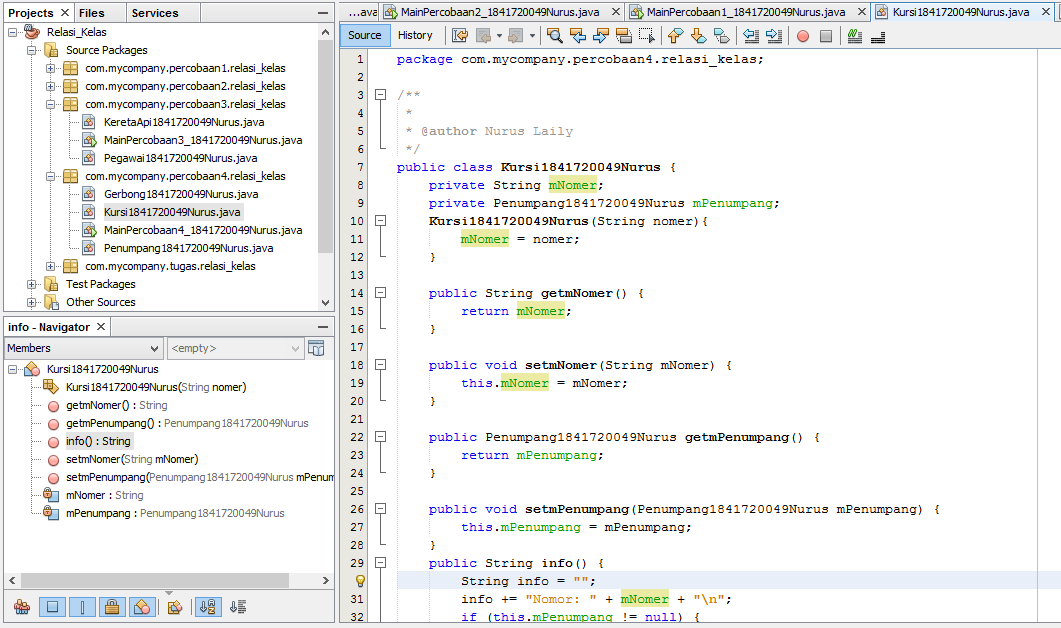 Projects Files Services
Relasi_Kelas
Source Packages
com.mycompany.percobaan1.relasi_kelas
com.mycompany.percobaan2.relasi_kelas
com.mycompany.percobaan3.relasi_kelas
KeretaApi1841720049Nurus.java
MainPercobaan3_1841720049Nurus.java
Pegawai1841720049Nurus.java
com.mycompany.percobaan4.relasi_kelas
Gerbong1841720049Nurus.java
Kursi1841720049Nurus.java
MainPercobaan4_1841720049Nurus.java
Penumpang1841720049Nurus.java
com.mycompany.tugas.relasi_kelas
Test Packages
Other Sources
info - Navigator
Members <empty>
Kursi1841720049Nurus
Kursi1841720049Nurus(String nomer)
getmNomer() : String
getmPenumpang() : Penumpang1841720049Nurus
info() : String
setmNomer(String mNomer)
setmPenumpang(Penumpang1841720049Nurus mPenum
mNomer : String
mPenumpang : Penumpang1841720049Nurus
...ava MainPercobaan2_1841720049Nurus.java MainPercobaan1_1841720049Nurus.java Kursi1841720049Nurus.java
Source History
1 package com.mycompany.percobaan4.relasi_kelas;
2
3 /**
4 *
5 * @author Nurus Laily
6 */
7 public class Kursi1841720049Nurus {
8 private String mNomer;
9 private Penumpang1841720049Nurus mPenumpang;
10 Kursi1841720049Nurus(String nomer){
11 mNomer = nomer;
12 }
13
14 public String getmNomer() {
15 return mNomer;
16 }
17
18 public void setmNomer(String mNomer) {
19 this.mNomer = mNomer;
20 }
21
22 public Penumpang1841720049Nurus getmPenumpang() {
23 return mPenumpang;
24 }
25
26 public void setmPenumpang(Penumpang1841720049Nurus mPenumpang) {
27 this.mPenumpang = mPenumpang;
28 }
29 public String info() {
String info = "";
31 info += "Nomor: " + mNomer + "\n";
32 if (this.mPenumpang != null) {